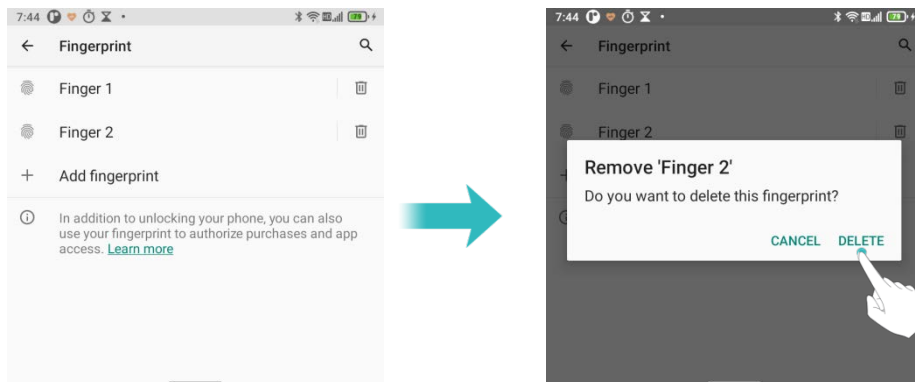 7:44
79
Fingerprint
Finger 1
Finger 2
Add fingerprint
In addition to unlocking your phone, you can also
use your fingerprint to authorize purchases and app
access. Learn more
7:44
79
Fingerprint
Finger 1
Finger 2
Remove 'Finger 2'
Do you want to delete this fingerprint?
CANCEL DELETE